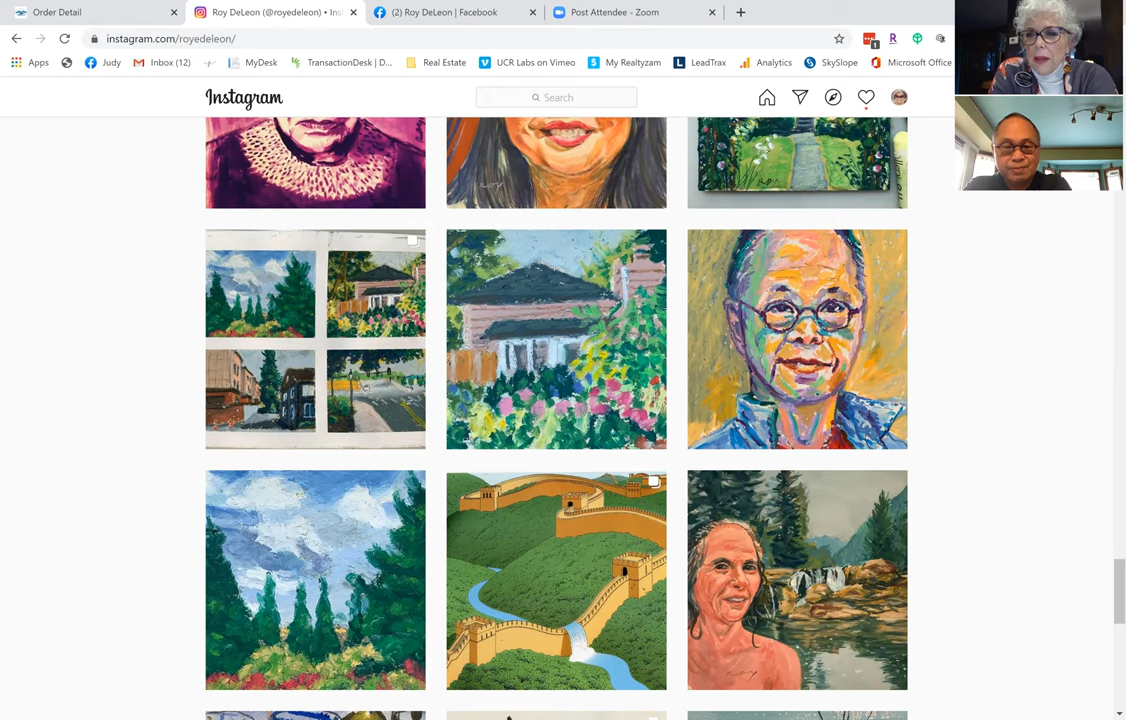 Order Detail
Roy DeLeon (@royedeleon) • Ins
(2) Roy DeLeon | Facebook
Post Attendee - Zoom
instagram.com/royedeleon/
1
R
Apps
Judy
Inbox (12)
MyDesk
TransactionDesk | D...
Real Estate
UCR Labs on Vimeo
My Realtyzam
LeadTrax
Analytics
SkySlope
Microsoft Office
Instagram
Search